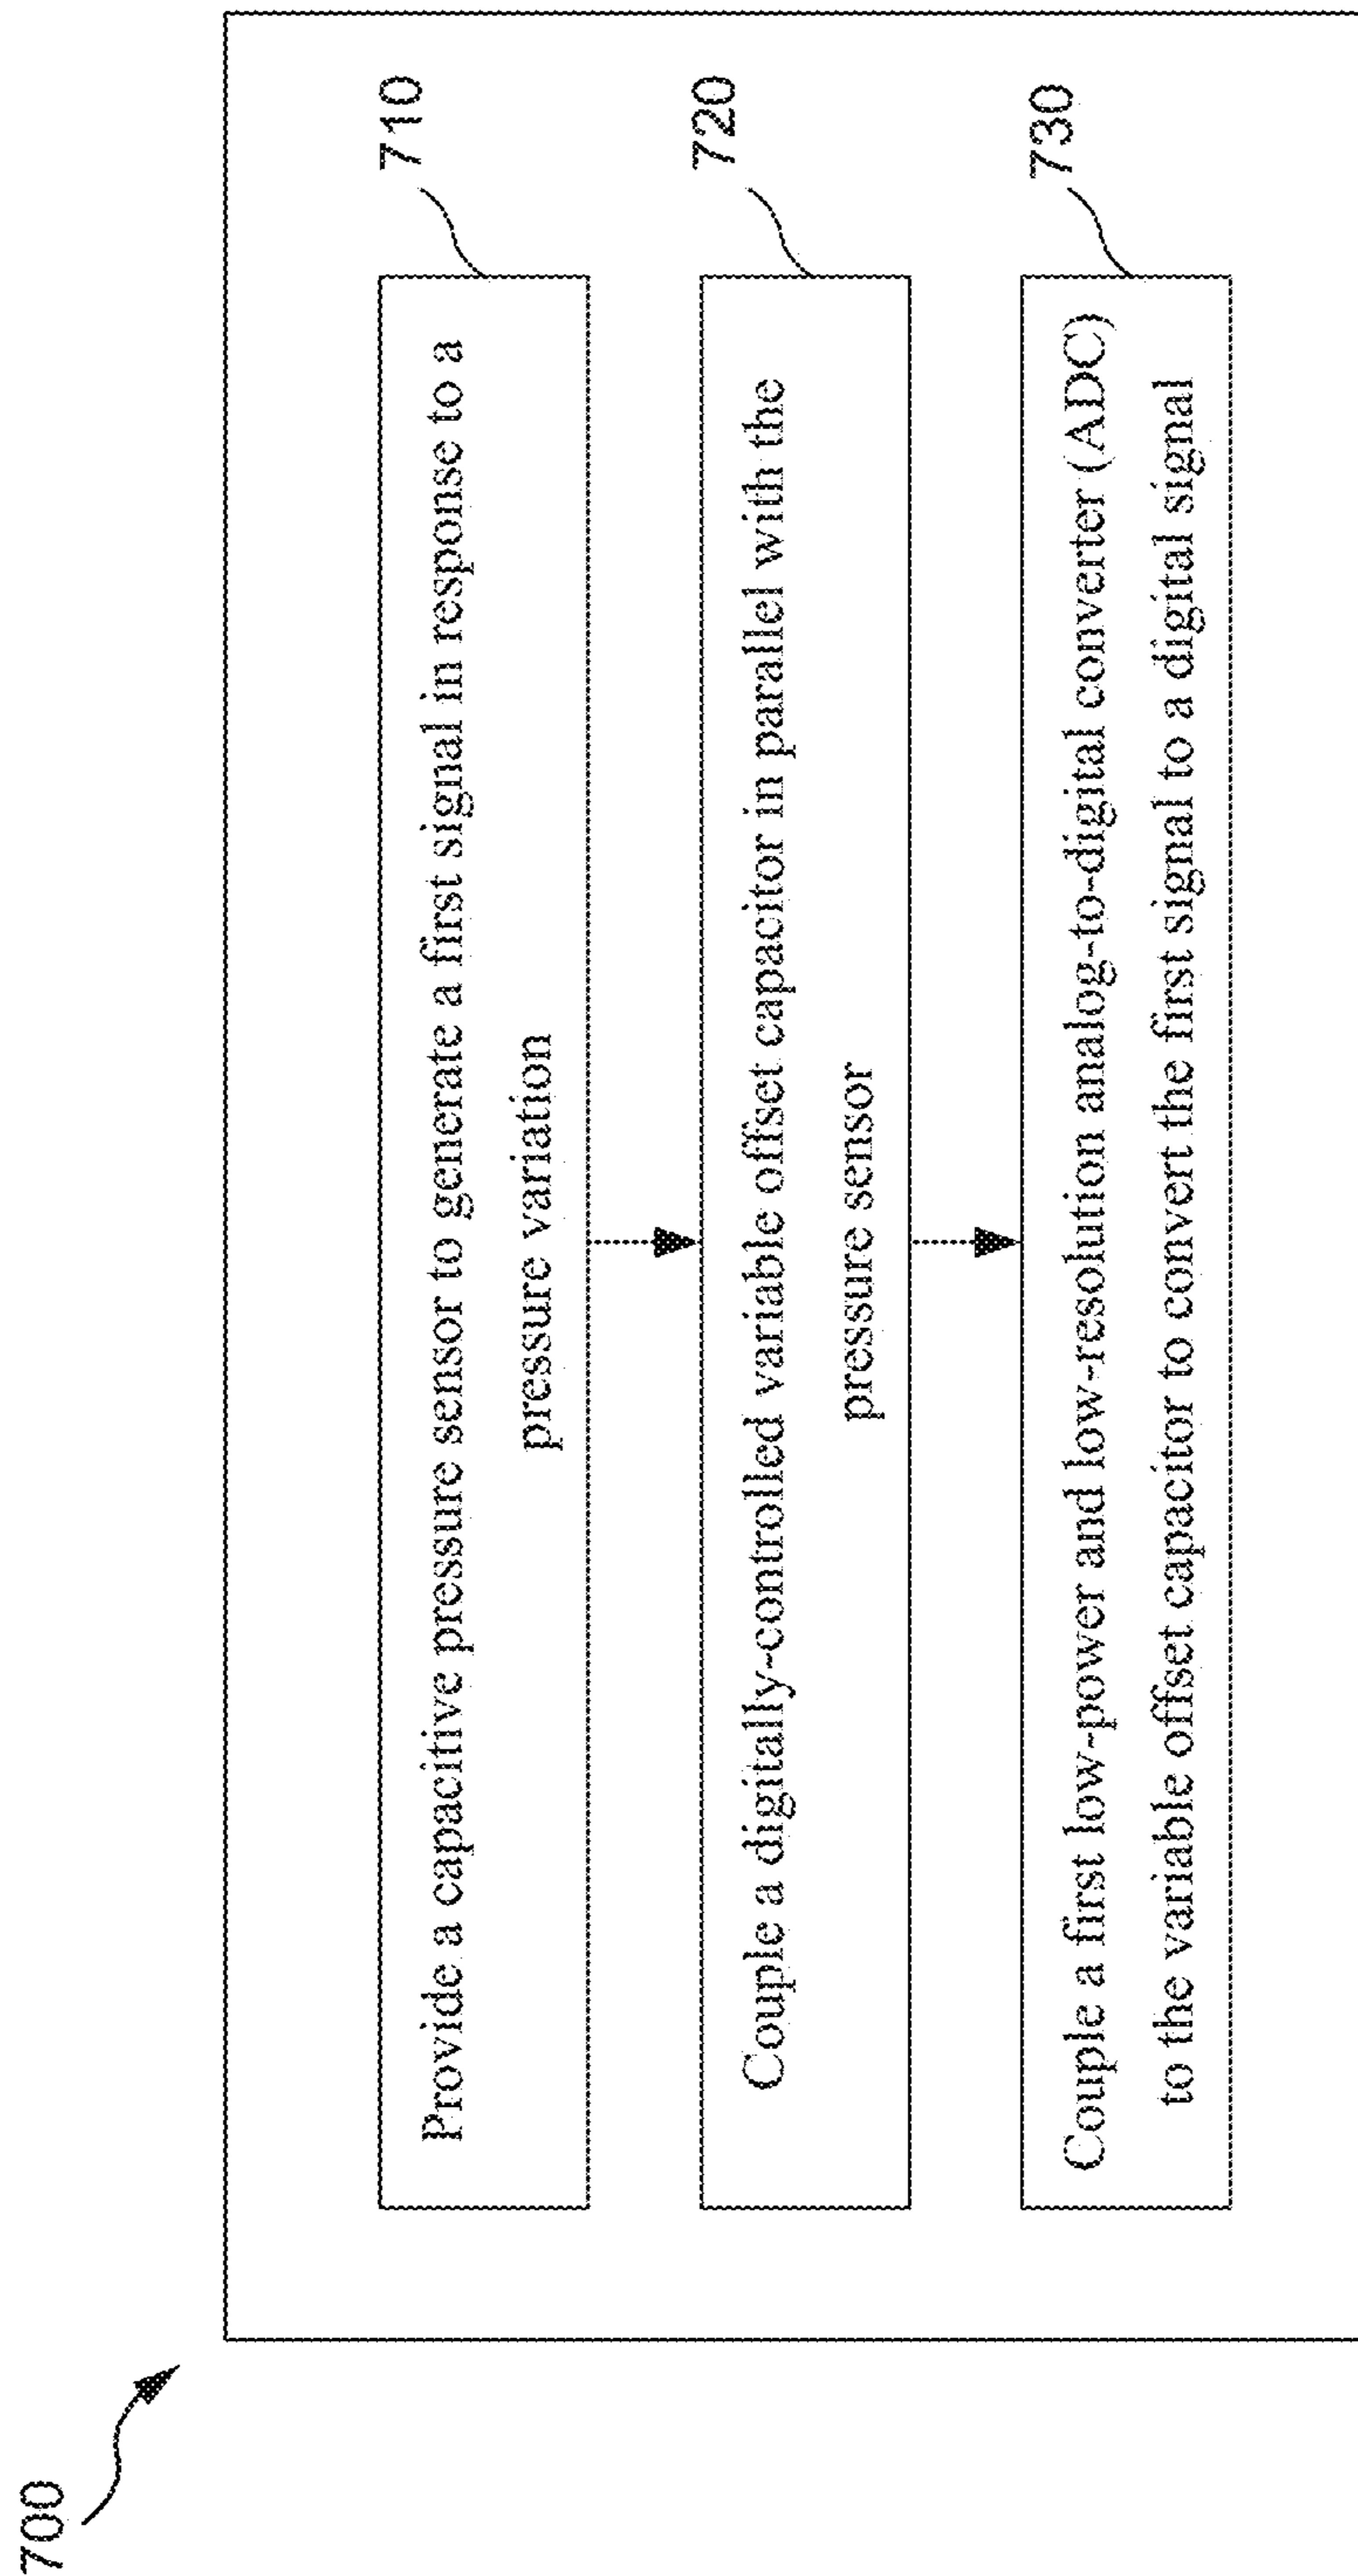 700
710
Provide a capacitive pressure sensor to generate a first signal in response to a
pressure variation
720
Couple a digitally-controlled variable offset capacitor in parallel with the
pressure sensor
730
Couple a first low-power and low-resolution analog-to-digital converter (ADC)
to the variable offset capacitor to convert the first signal to a digital signal